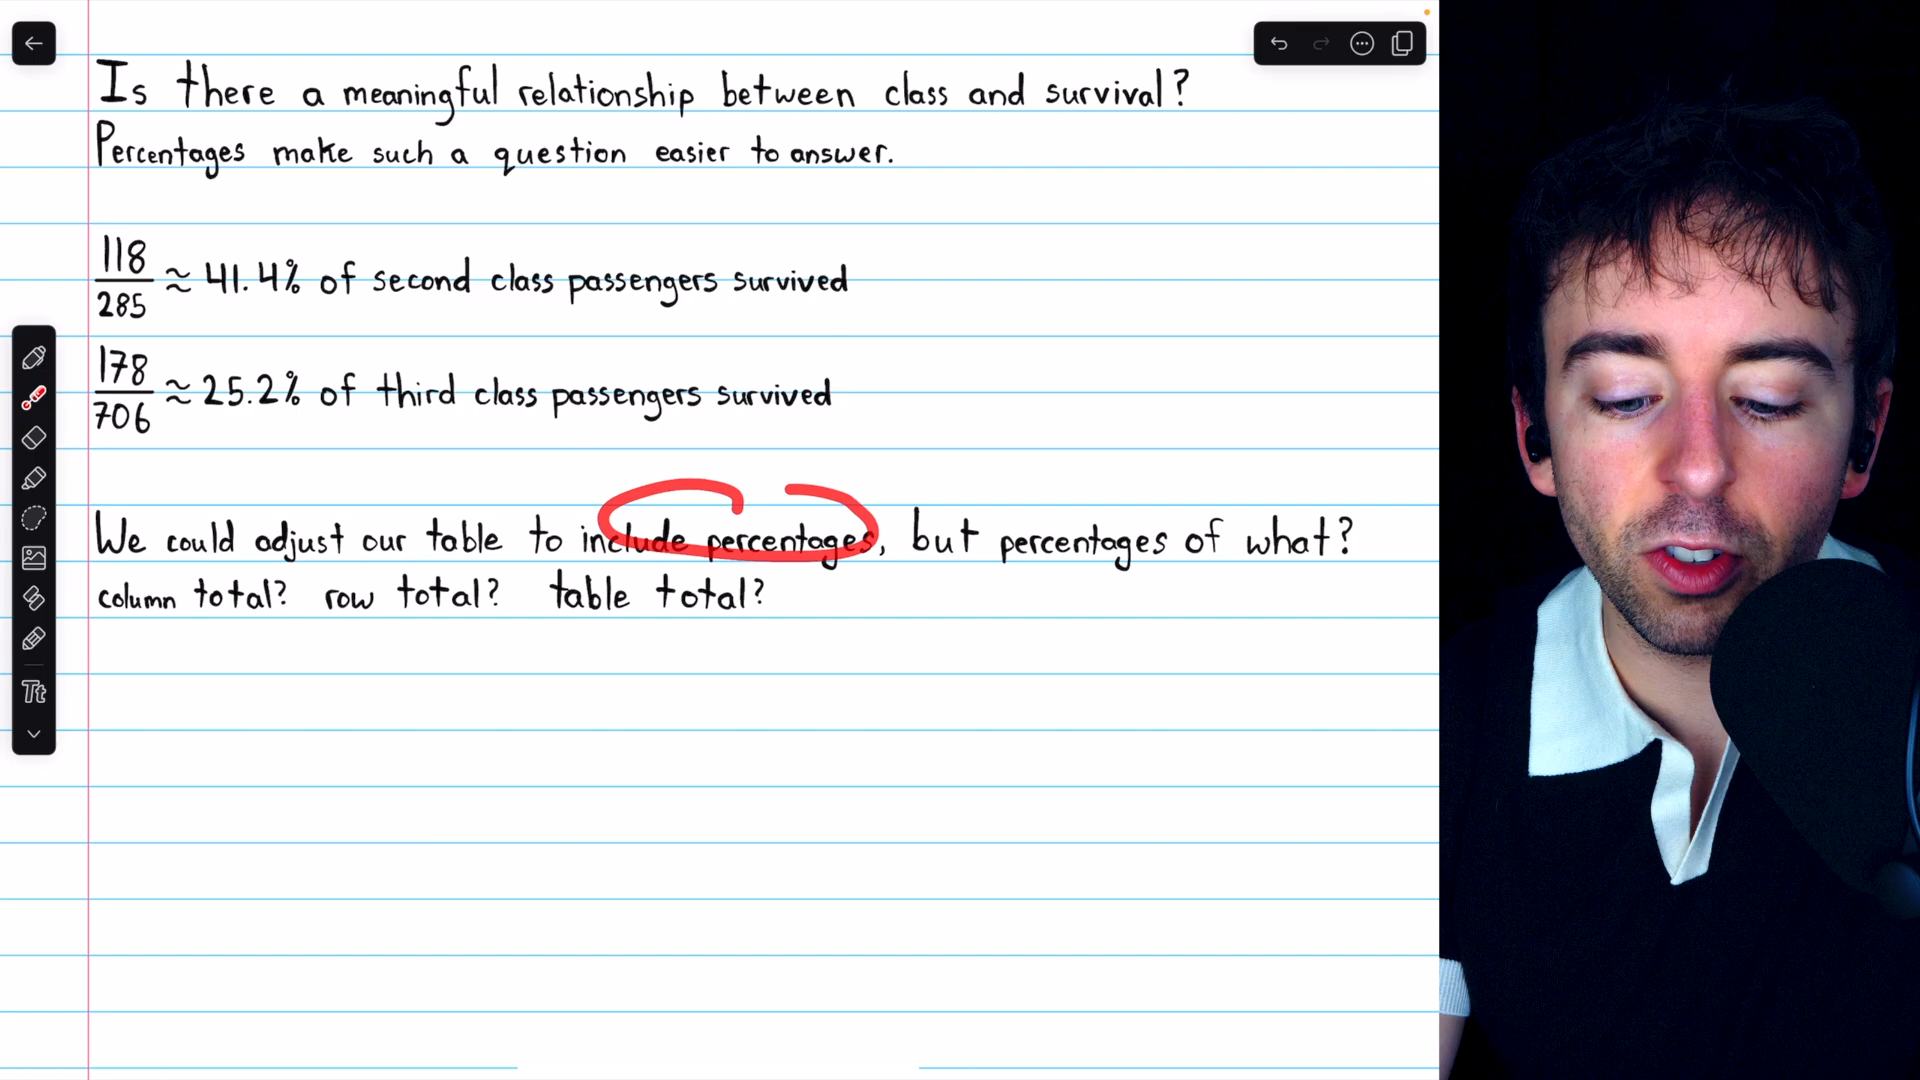 Is there a meaningful relationship between class and survival?
Percentages make such a question easier to answer.
118
285
≈ 41.4% of second class passengers survived
178
706
≈ 25.2% of third class passengers survived
We could adjust our table to include percentages, but percentages of what?
column total? row total? table total?
Tt